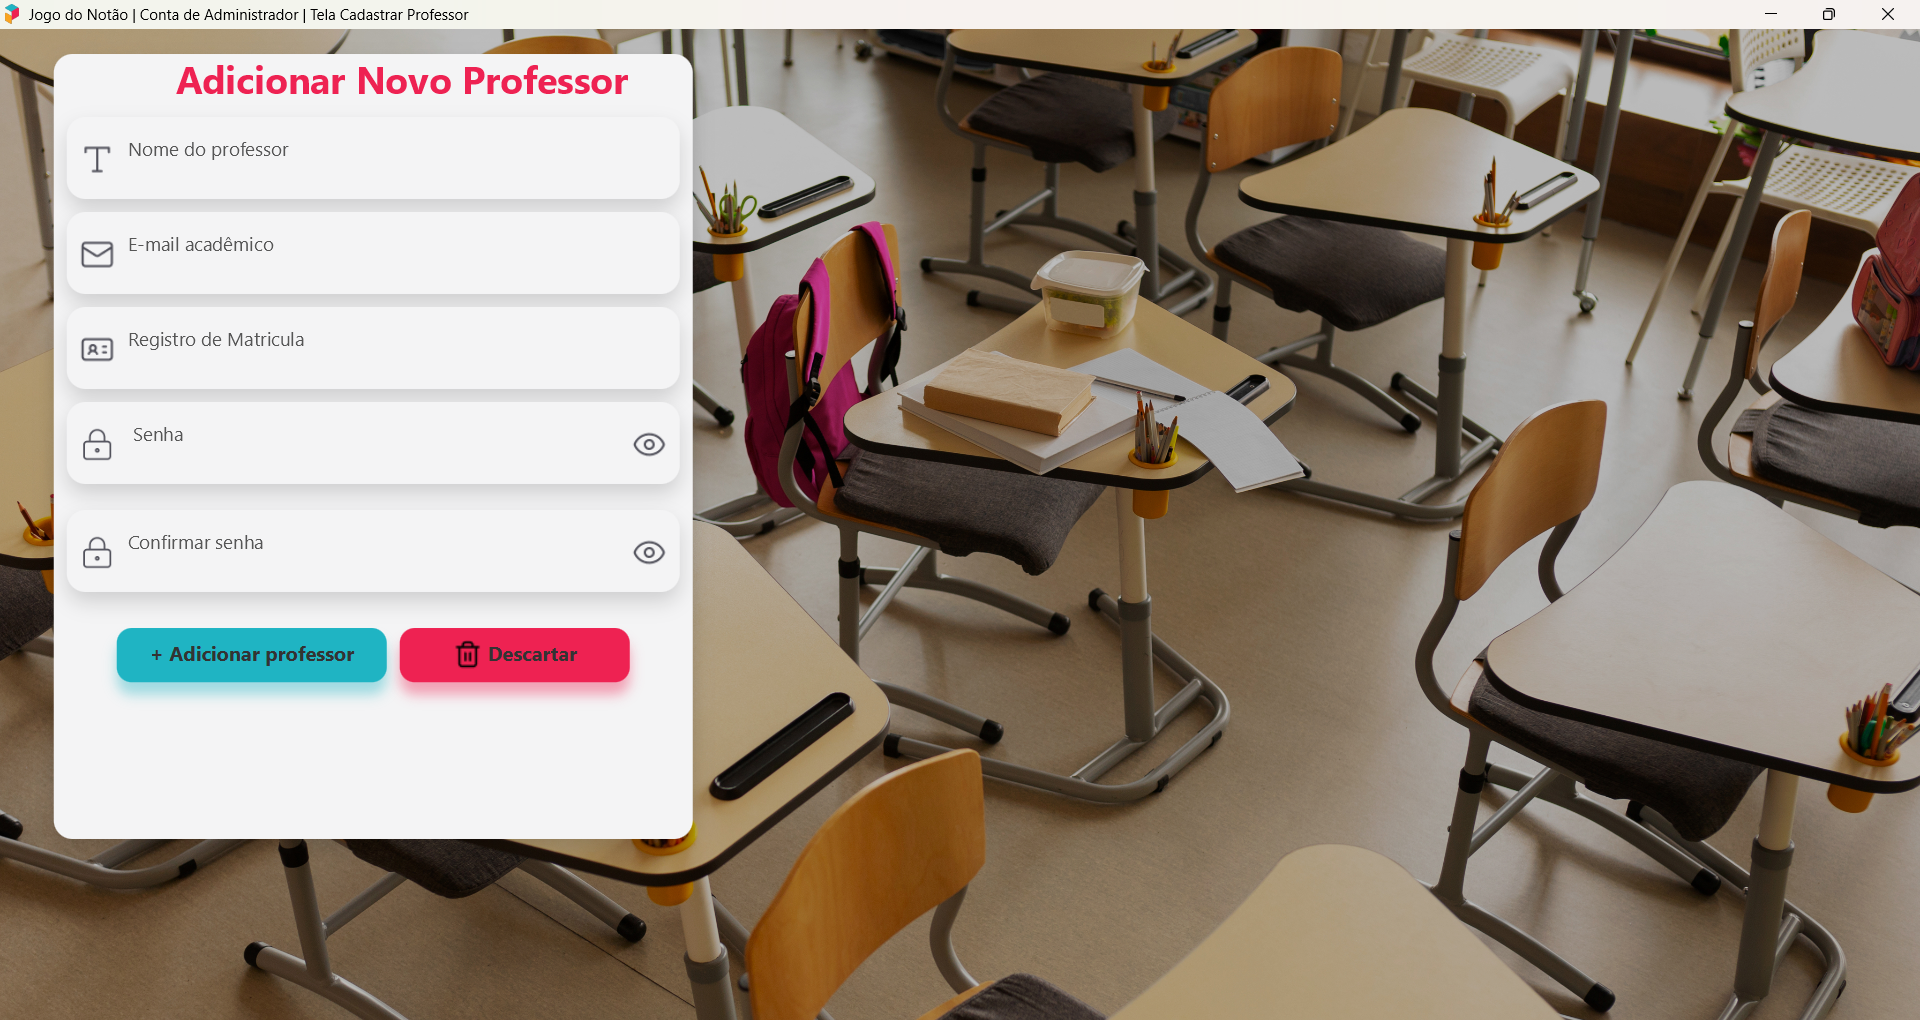 Jogo do Notão | Conta de Administrador | Tela Cadastrar Professor
Adicionar Novo Professor
Nome do professor
E-mail acadêmico
Registro de Matricula
Senha
Confirmar senha
+ Adicionar professor
Descartar